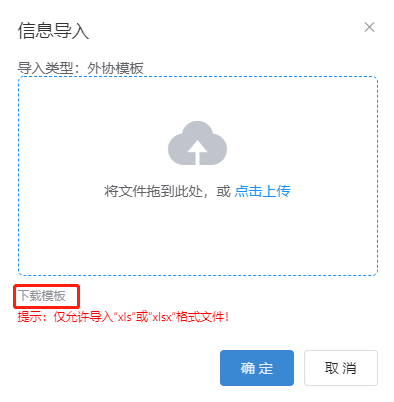 信息导入
导入类型：外协模板
将文件拖到此处，或 点击上传
下载模板
提示：仅允许导入“xls”或“xlsx”格式文件！
确 定
取 消